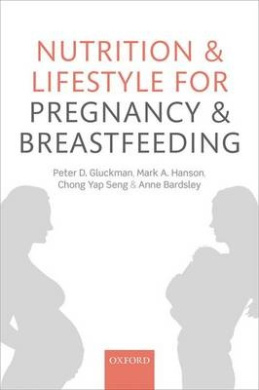 NUTRITION &
LIFESTYLE FOR
PREGNANCY &
BREASTFEEDING
Peter D. Gluckman, Mark A. Hanson,
Chong Yap Seng & Anne Bardsley
OXFORD